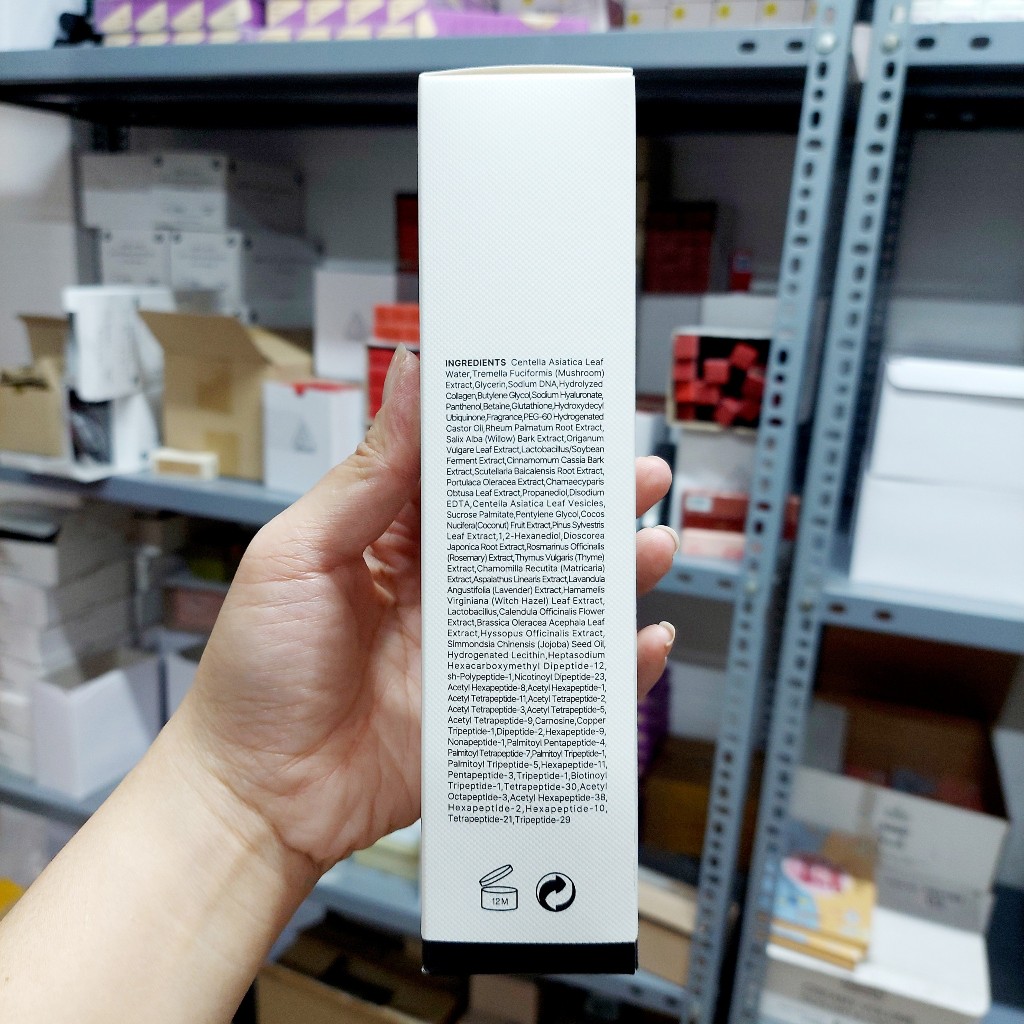 INGREDIENTS Centella Asiatica Leaf
Water,Tremella Fuciformis (Mushroom)
Extract,Glycerin,Sodium DNA,Hydrolyzed
Collagen,Butylene Glycol,Sodium Hyaluronate,
Panthenol,Betaine,Glutathione,Hydroxydecyl
Ubiquinone,Fragrance,PEG-60 Hydrogenated
Castor Oil,Rheum Palmatum Root Extract,
Salix Alba (Willow) Bark Extract,Origanum
Vulgare Leaf Extract,Lactobacillus/Soybean
Ferment Extract,Cinnamomum Cassia Bark
Extract,Scutellaria Baicalensis Root Extract,
Portulaca Oleracea Extract,Chamaecyparis
Obtusa Leaf Extract,Propanediol,Disodium
EDTA,Centella Asiatica Leaf Vesicles,
Sucrose Palmitate,Pentylene Glycol,Cocos
Nucifera(Coconut) Fruit Extract,Pinus Sylvestris
Leaf Extract,1,2-Hexanediol,Dioscorea
Japonica Root Extract,Rosmarinus Officinalis
(Rosemary) Extract,Thymus Vulgaris (Thyme)
Extract,Chamomilla Recutita (Matricaria)
Extract,Aspalathus Linearis Extract,Lavandula
Angustifolia (Lavender) Extract,Hamamelis
Virginiana (Witch Hazel) Leaf Extract,
Lactobacillus,Calendula Officinalis Flower
Extract,Brassica Oleracea Acephala Leaf
Extract,Hyssopus Officinalis Extract,
Simmondsia Chinensis (Jojoba) Seed Oil,
Hydrogenated Lecithin,Heptasodium
Hexacarboxymethyl Dipeptide-12,
sh-Polypeptide-1,Nicotinoyl Dipeptide-23,
Acetyl Hexapeptide-8,Acetyl Hexapeptide-1,
Acetyl Tetrapeptide-11,Acetyl Tetrapeptide-2,
Acetyl Tetrapeptide-3,Acetyl Tetrapeptide-5,
Acetyl Tetrapeptide-9,Carnosine,Copper
Tripeptide-1,Dipeptide-2,Hexapeptide-9,
Nonapeptide-1,Palmitoyl Pentapeptide-4,
Palmitoyl Tetrapeptide-7,Palmitoyl Tripeptide-1,
Palmitoyl Tripeptide-5,Hexapeptide-11,
Pentapeptide-3,Tripeptide-1,Biotinoyl
Tripeptide-1,Tetrapeptide-30,Acetyl
Octapeptide-3,Acetyl Hexapeptide-38,
Hexapeptide-2,Hexapeptide-10,
Tetrapeptide-21,Tripeptide-29
12M